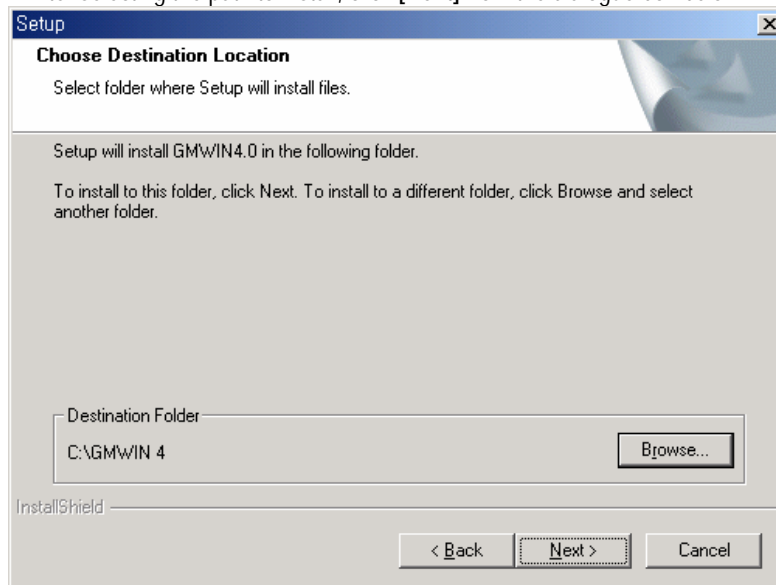 [Next]
Setup
Choose Destination Location
Select folder where Setup will install files.
Setup will install GMWIN4.0 in the following folder.
To install to this folder, click Next. To install to a different folder, click Browse and select
another folder.
Destination Folder
C:\GMWIN 4
Browse...
InstallShield
< Back
Next >
Cancel